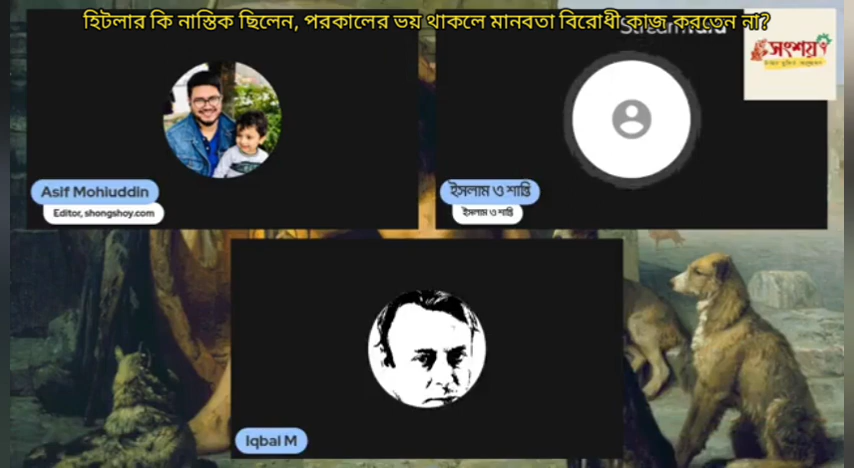 হিটলার কি নাস্তিক ছিলেন, পরকালের ভয় থাকলে মানবতা বিরোধী কাজ করতেন না?
সংশয়
Asif Mohiuddin
Editor, shongshoy.com
ইসলাম ও শান্তি
ইসলাম ও শান্তি
Iqbal M